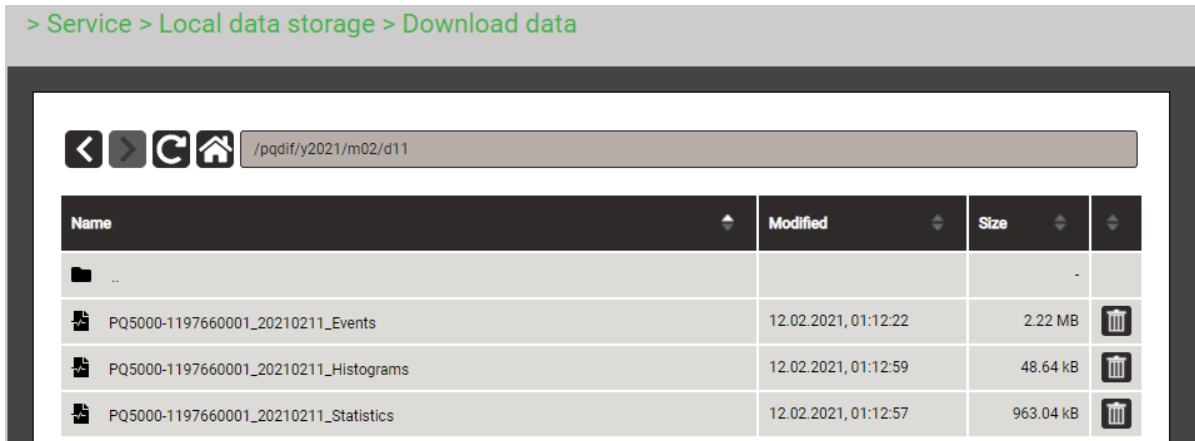 > Service > Local data storage > Download data
/pqdif/y2021/m02/d11
Name Modified Size
.. -
PQ5000-1197660001_20210211_Events 12.02.2021, 01:12:22 2.22 MB
PQ5000-1197660001_20210211_Histograms 12.02.2021, 01:12:59 48.64 kB
PQ5000-1197660001_20210211_Statistics 12.02.2021, 01:12:57 963.04 kB